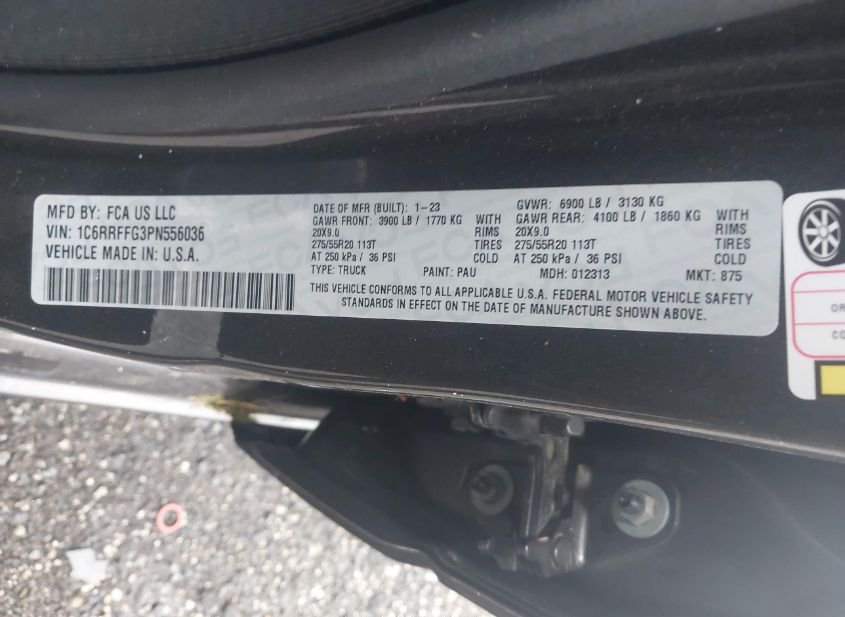 MFD BY: FCA US LLC
VIN: 1C6RRFFG3PN556036
VEHICLE MADE IN: U.S.A.
DATE OF MFR (BUILT): 1-23 GVWR: 6900 LB / 3130 KG
GAWR FRONT: 3900 LB / 1770 KG WITH GAWR REAR: 4100 LB / 1860 KG WITH
20X9.0 RIMS 20X9.0 RIMS
275/55R20 113T TIRES 275/55R20 113T TIRES
AT 250 kPa / 36 PSI COLD AT 250 kPa / 36 PSI COLD
TYPE: TRUCK PAINT: PAU MDH: 012313 MKT: 875
THIS VEHICLE CONFORMS TO ALL APPLICABLE U.S.A. FEDERAL MOTOR VEHICLE SAFETY
STANDARDS IN EFFECT ON THE DATE OF MANUFACTURE SHOWN ABOVE.